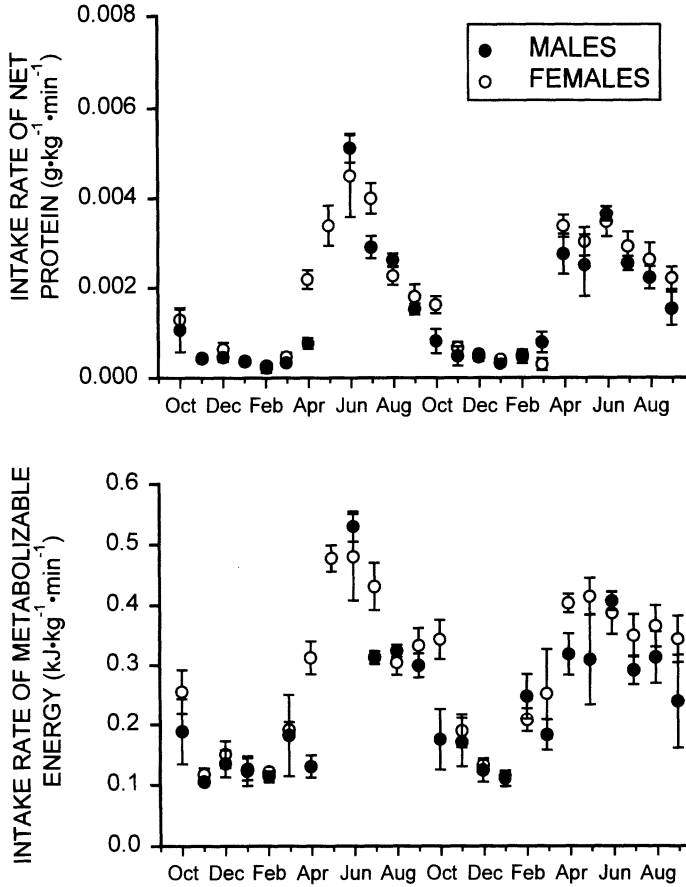 0.008
0.006
0.004
0.002
0.000
INTAKE RATE OF NET
PROTEIN (g•kg⁻¹•min⁻¹)
MALES
FEMALES
Oct Dec Feb Apr Jun Aug Oct Dec Feb Apr Jun Aug
0.6
0.5
0.4
0.3
0.2
0.1
0.0
INTAKE RATE OF METABOLIZABLE
ENERGY (kJ•kg⁻¹•min⁻¹)
Oct Dec Feb Apr Jun Aug Oct Dec Feb Apr Jun Aug